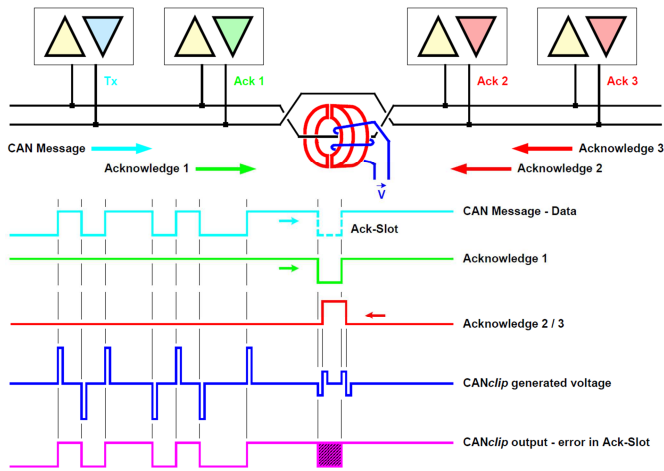 Tx
Ack 1
Ack 2
Ack 3
CAN Message
Acknowledge 3
Acknowledge 1
Acknowledge 2
V
CAN Message - Data
Ack-Slot
Acknowledge 1
Acknowledge 2 / 3
CANclip generated voltage
CANclip output - error in Ack-Slot